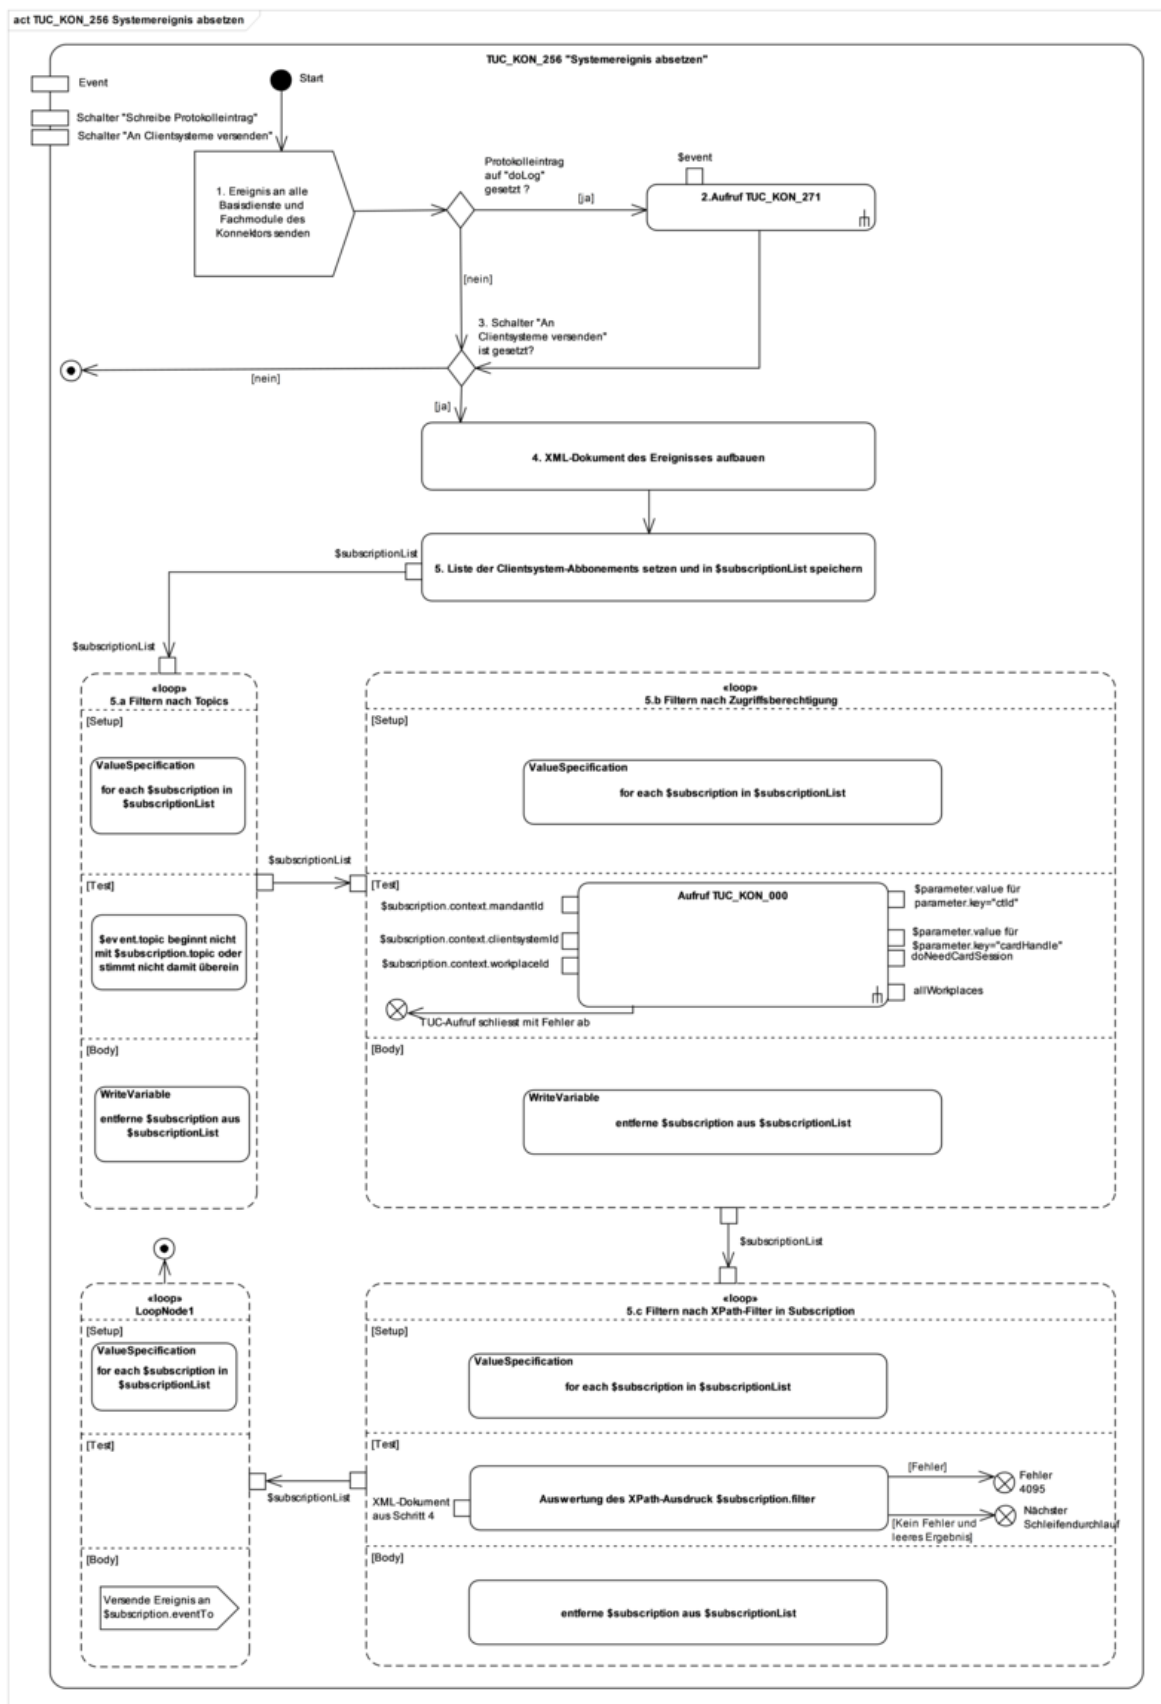 act TUC_KON_256 Systemereignis absetzen
TUC_KON_256 "Systemereignis absetzen"
Event
Start
Schalter "Schreibe Protokolleintrag"
Schalter "An Clientsysteme versenden"
1. Ereignis an alle
Basisdienste und
Fachmodule des
Konnektors senden
Protokolleintrag
auf "doLog"
gesetzt ?
[ja]
$event
2.Aufruf TUC_KON_271
[nein]
3. Schalter "An
Clientsysteme versenden"
ist gesetzt?
[nein]
[ja]
4. XML-Dokument des Ereignisses aufbauen
$subscriptionList
5. Liste der Clientsystem-Abbonements setzen und in $subscriptionList speichern
$subscriptionList
«loop»
5.a Filtern nach Topics
[Setup]
ValueSpecification
for each $subscription in
$subscriptionList
[Test]
$event.topic beginnt nicht
mit $subscription.topic oder
stimmt nicht damit überein
[Body]
WriteVariable
entferne $subscription aus
$subscriptionList
$subscriptionList
«loop»
5.b Filtern nach Zugriffsberechtigung
[Setup]
ValueSpecification
for each $subscription in $subscriptionList
[Test]
$subscription.context.mandantId
$subscription.context.clientsystemId
$subscription.context.workplaceId
Aufruf TUC_KON_000
$parameter.value für
parameter.key="ctId"
$parameter.value für
$parameter.key="cardHandle"
doNeedCardSession
allWorkplaces
TUC-Aufruf schliesst mit Fehler ab
[Body]
WriteVariable
entferne $subscription aus $subscriptionList
$subscriptionList
«loop»
5.c Filtern nach XPath-Filter in Subscription
[Setup]
ValueSpecification
for each $subscription in $subscriptionList
[Test]
XML-Dokument
aus Schritt 4
Auswertung des XPath-Ausdruck $subscription.filter
[Fehler]
Fehler
4095
[Kein Fehler und
leeres Ergebnis]
Nächster
Schleifendurchlauf
[Body]
entferne $subscription aus $subscriptionList
$subscriptionList
«loop»
LoopNode1
[Setup]
ValueSpecification
for each $subscription in
$subscriptionList
[Test]
[Body]
Versende Ereignis an
$subscription.eventTo